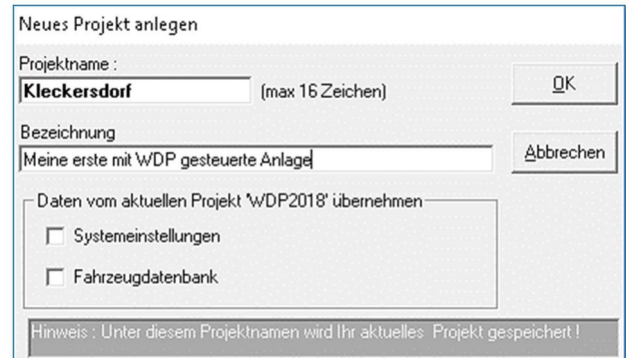 Neues Projekt anlegen
Projektname :
Kleckersdorf (max 16 Zeichen) OK
Bezeichnung
Meine erste mit WDP gesteuerte Anlage Abbrechen
Daten vom aktuellen Projekt 'WDP2018' übernehmen
Systemeinstellungen
Fahrzeugdatenbank
Hinweis : Unter diesem Projektnamen wird Ihr aktuelles Projekt gespeichert !